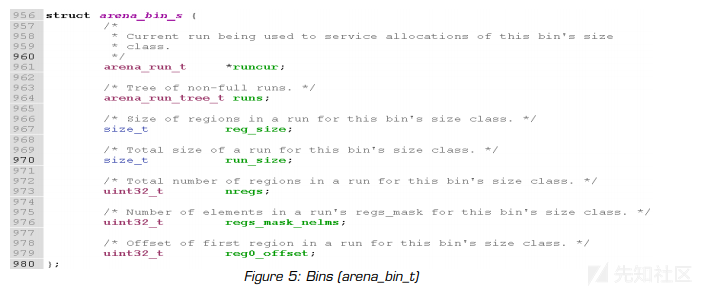 956 struct arena_bin_s {
957 /*
958 * Current run being used to service allocations of this bin's size
959 * class.
960 */
961 arena_run_t *runcur;
962
963 /* Tree of non-full runs. */
964 arena_run_tree_t runs;
965
966 /* Size of regions in a run for this bin's size class. */
967 size_t reg_size;
968
969 /* Total size of a run for this bin's size class. */
970 size_t run_size;
971
972 /* Total number of regions in a run for this bin's size class. */
973 uint32_t nregs;
974
975 /* Number of elements in a run's regs_mask for this bin's size class. */
976 uint32_t regs_mask_nelms;
977
978 /* Offset of first region in a run for this bin's size class. */
979 uint32_t reg0_offset;
980 };
Figure 5: Bins (arena_bin_t)
先知社区